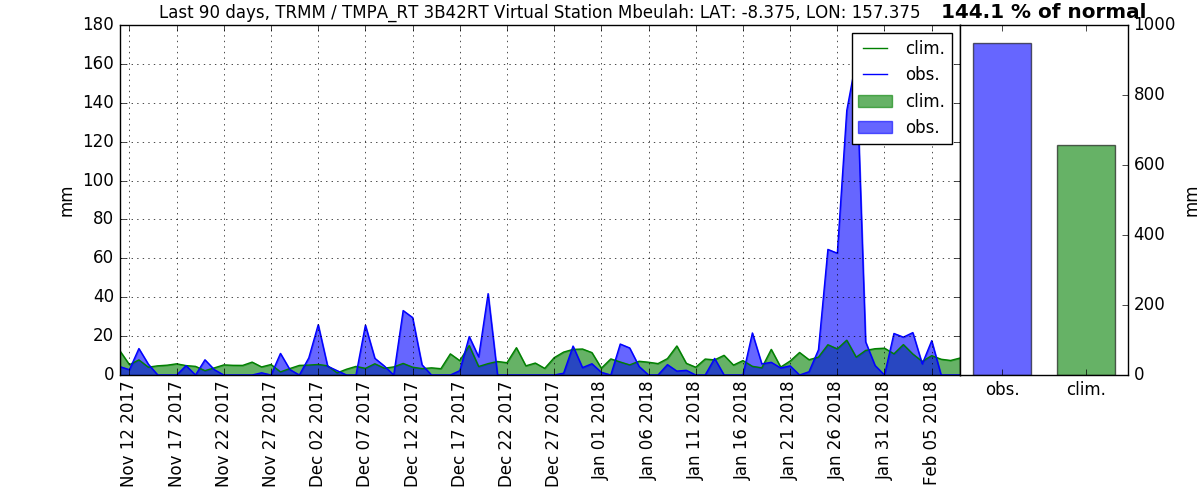 Last 90 days, TRMM / TMPA_RT 3B42RT Virtual Station Mbeulah: LAT: -8.375, LON: 157.375
144.1 % of normal
180
160
140
120
100
80
60
40
20
0
mm
clim.
obs.
clim.
obs.
Nov 12 2017
Nov 17 2017
Nov 22 2017
Nov 27 2017
Dec 02 2017
Dec 07 2017
Dec 12 2017
Dec 17 2017
Dec 22 2017
Dec 27 2017
Jan 01 2018
Jan 06 2018
Jan 11 2018
Jan 16 2018
Jan 21 2018
Jan 26 2018
Jan 31 2018
Feb 05 2018
1000
800
600
400
200
0
mm
obs.
clim.